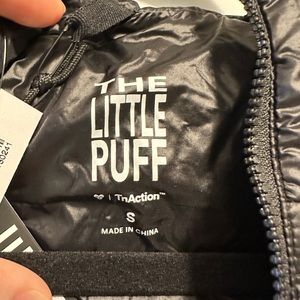 THE
LITTLE
PUFF
TnAction™
S
MADE IN CHINA